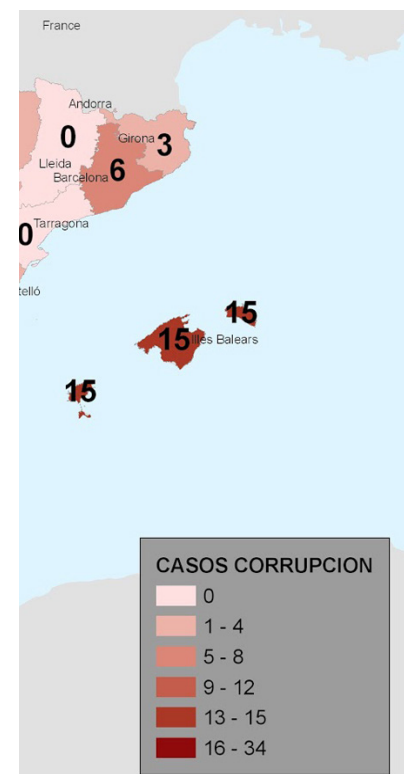 France
Andorra
0
Girona
3
Lleida
Barcelona
6
0
Tarragona
telló
15
15
Illes Balears
15
CASOS CORRUPCION
0
1 - 4
5 - 8
9 - 12
13 - 15
16 - 34